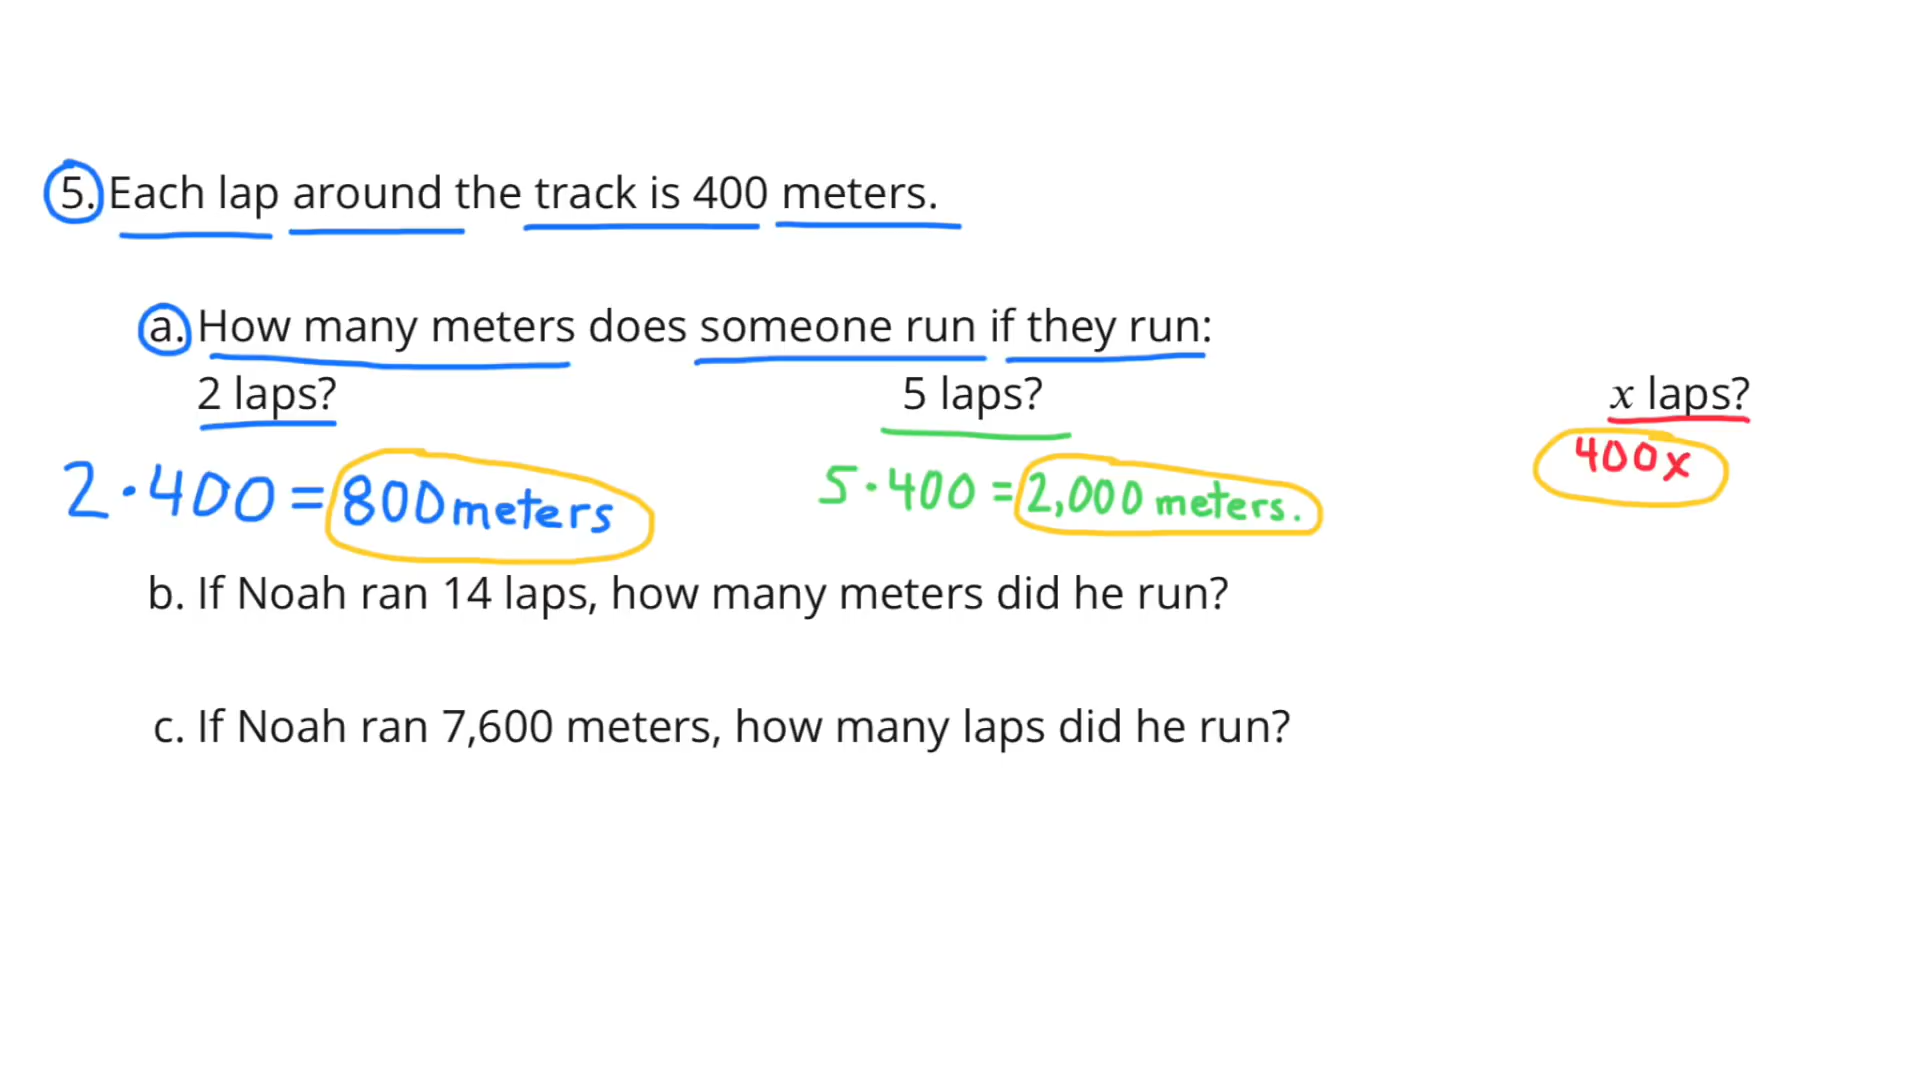 5. Each lap around the track is 400 meters.
a. How many meters does someone run if they run:
2 laps? 5 laps? x laps?
2 · 400 = 800 meters 5 · 400 = 2,000 meters. 400x
b. If Noah ran 14 laps, how many meters did he run?
c. If Noah ran 7,600 meters, how many laps did he run?